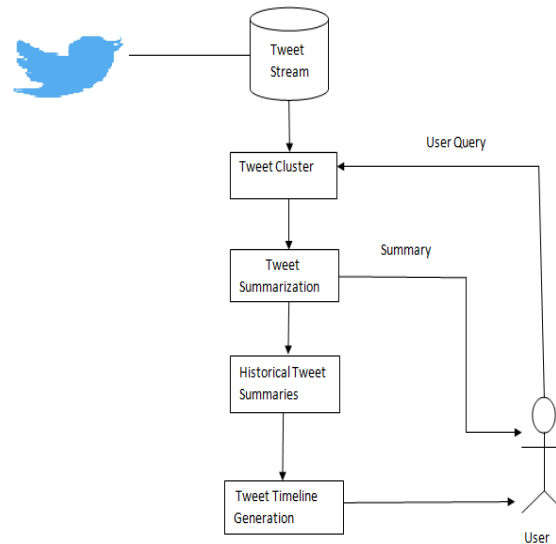 Tweet
Stream
User Query
Tweet Cluster
Summary
Tweet
Summarization
Historical Tweet
Summaries
Tweet Timeline
Generation
User